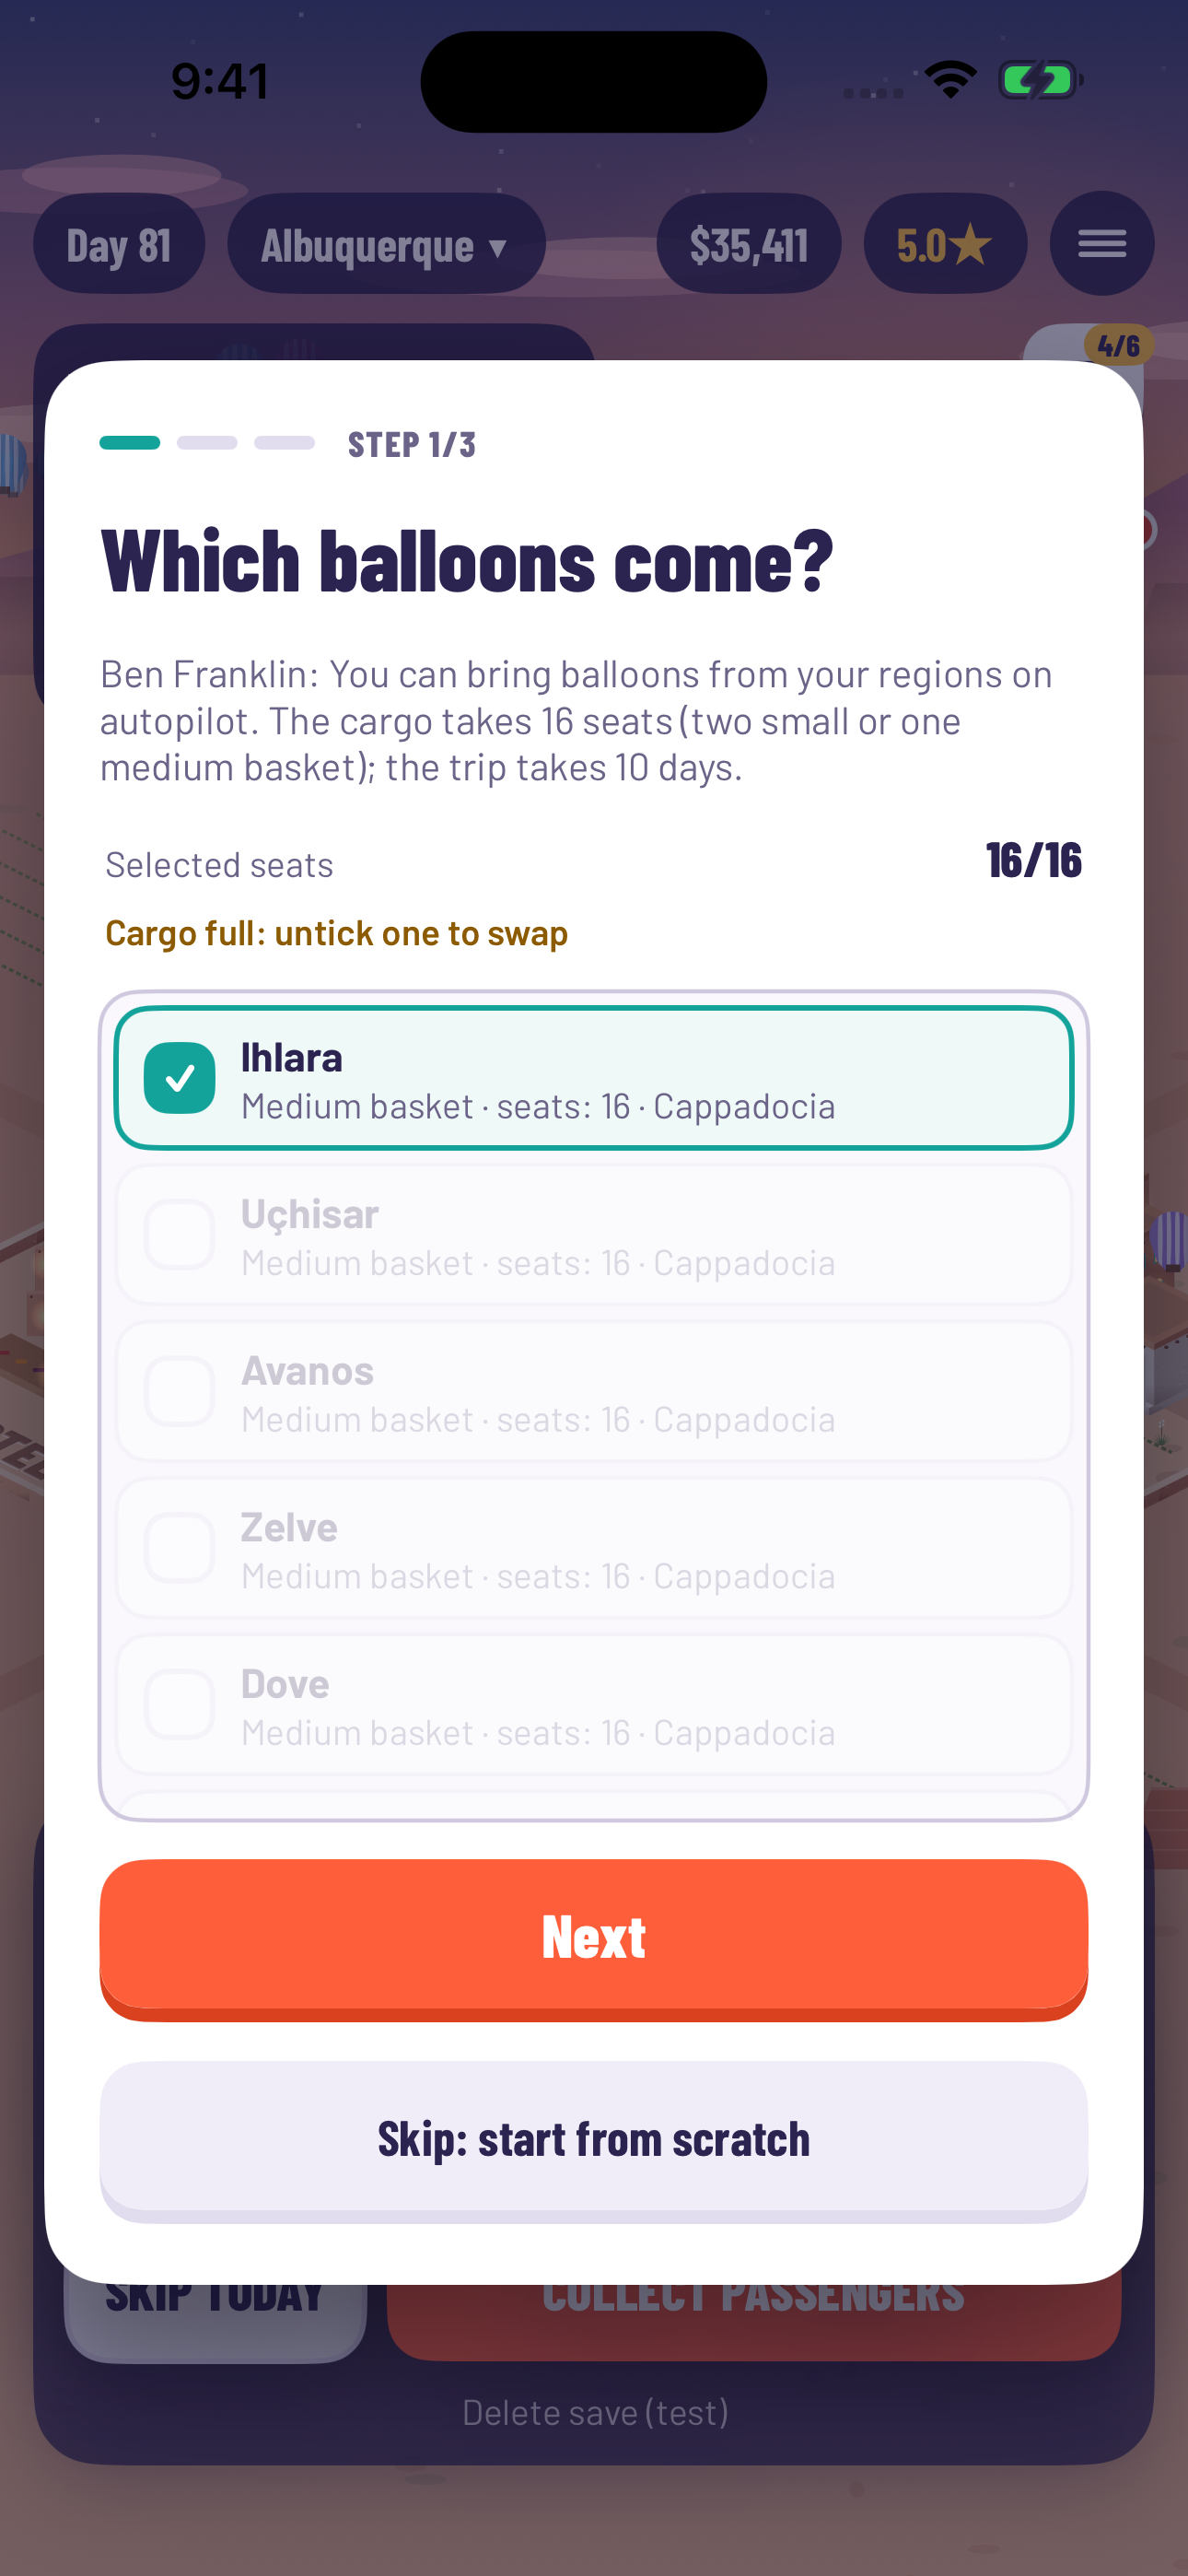 9:41
Day 81
Albuquerque ▾
$35,411
5.0★
4/6
STEP 1/3
Which balloons come?
Ben Franklin: You can bring balloons from your regions on
autopilot. The cargo takes 16 seats (two small or one
medium basket); the trip takes 10 days.
Selected seats
16/16
Cargo full: untick one to swap
Ihlara
Medium basket · seats: 16 · Cappadocia
Uçhisar
Medium basket · seats: 16 · Cappadocia
Avanos
Medium basket · seats: 16 · Cappadocia
Zelve
Medium basket · seats: 16 · Cappadocia
Dove
Medium basket · seats: 16 · Cappadocia
Next
Skip: start from scratch
SKIP TODAY
COLLECT PASSENGERS
Delete save (test)